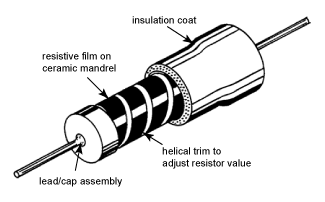 insulation coat
resistive film on
ceramic mandrel
helical trim to
adjust resistor value
lead/cap assembly